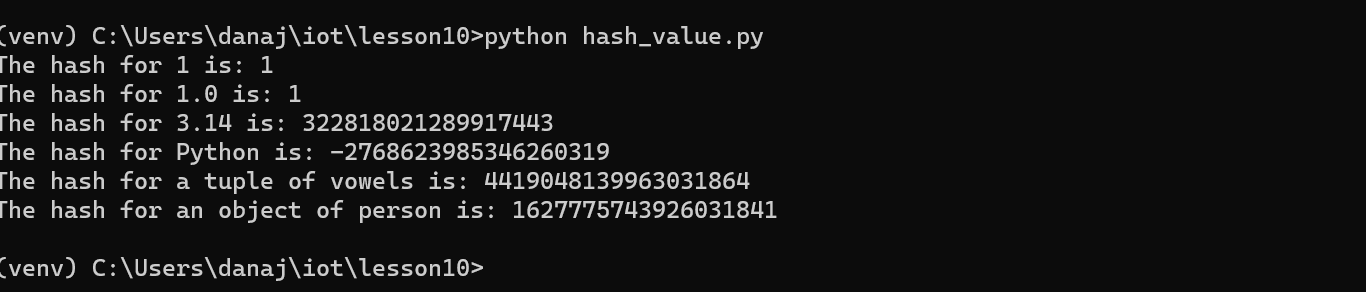 (venv) C:\Users\danaj\iot\lesson10>python hash_value.py
The hash for 1 is: 1
The hash for 1.0 is: 1
The hash for 3.14 is: 322818021289917443
The hash for Python is: -2768623985346260319
The hash for a tuple of vowels is: 4419048139963031864
The hash for an object of person is: 1627775743926031841
(venv) C:\Users\danaj\iot\lesson10>